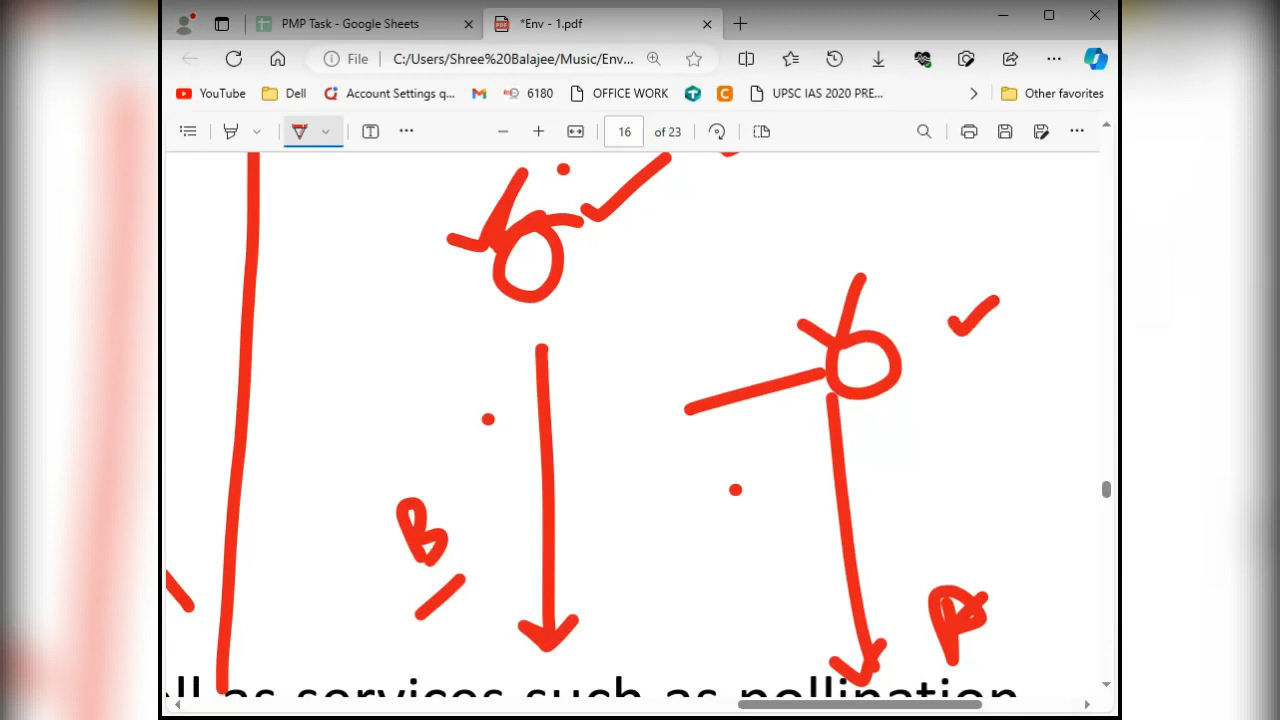 PMP Task - Google Sheets
*Env - 1.pdf
File
C:/Users/Shree%20Balajee/Music/Env...
YouTube
Dell
Account Settings q...
6180
OFFICE WORK
UPSC IAS 2020 PRE...
Other favorites
16 of 23
B
ll as services such as pollination